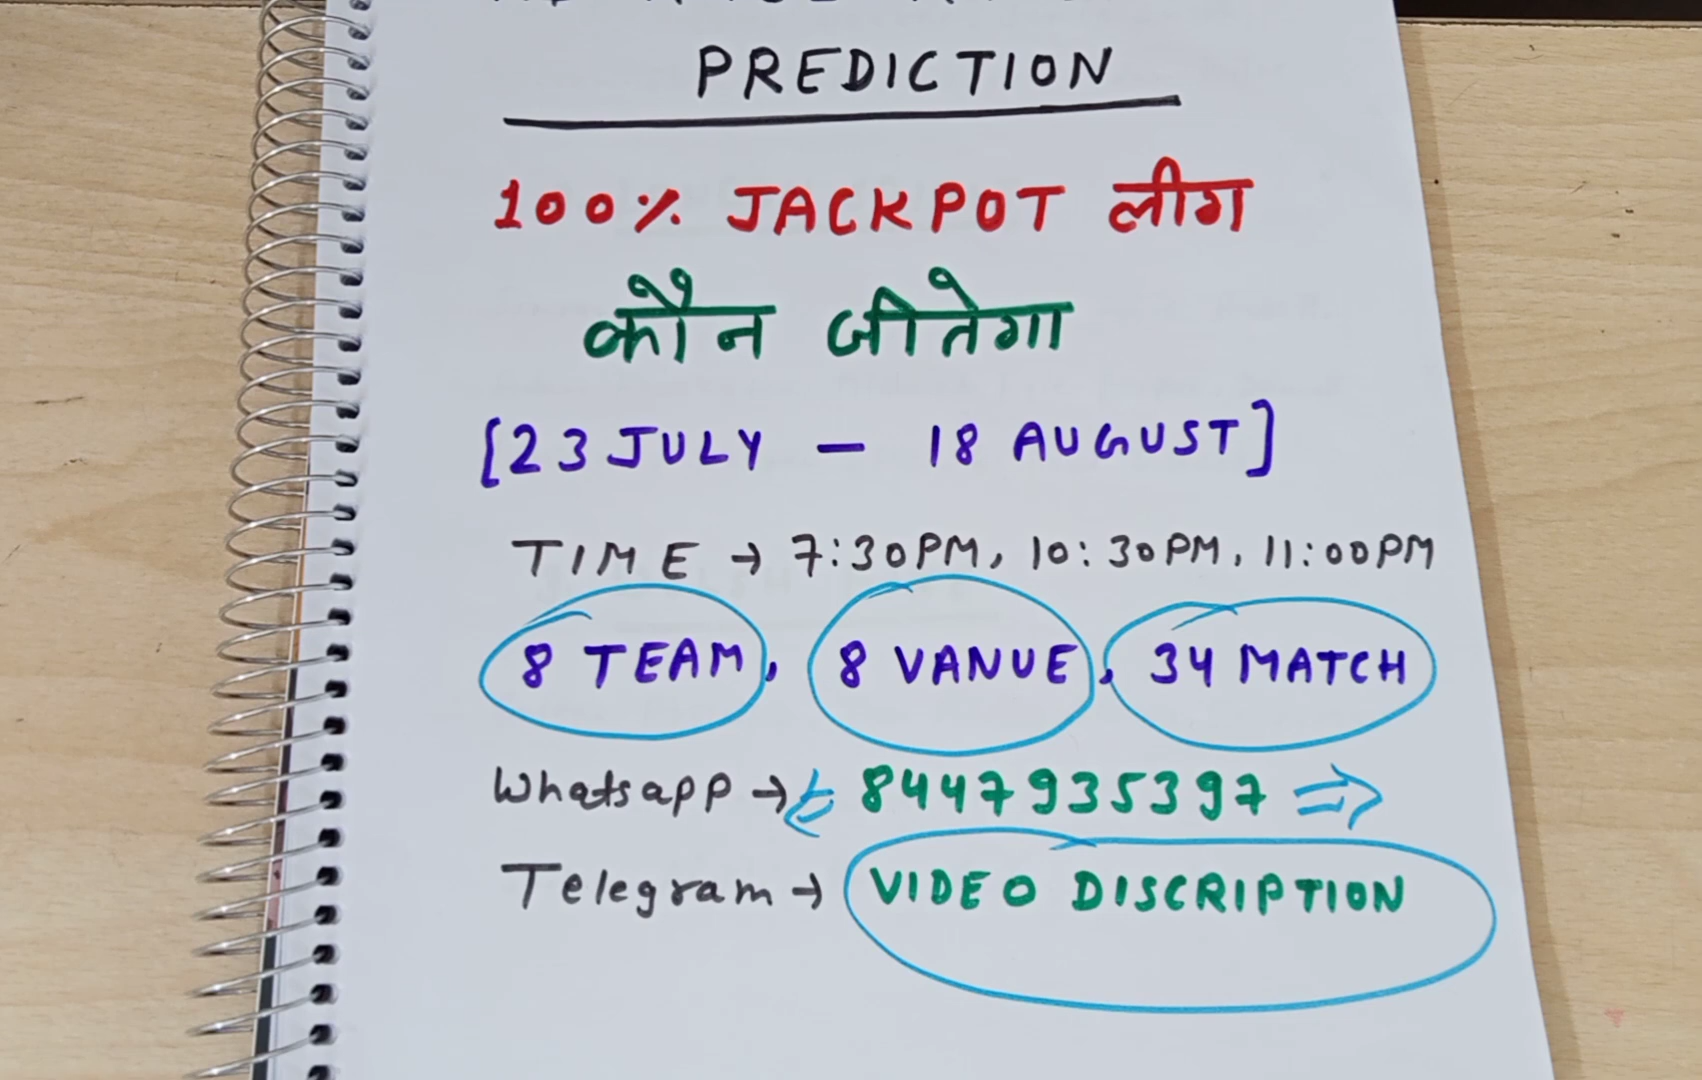 PREDICTION
100% JACKPOT लीग
कौन जीतेगा
[23 JULY — 18 AUGUST]
TIME → 7:30PM, 10:30PM, 11:00PM
8 TEAM, 8 VANUE, 34 MATCH
Whatsapp → 8447935397 ⇒
Telegram → VIDEO DISCRIPTION